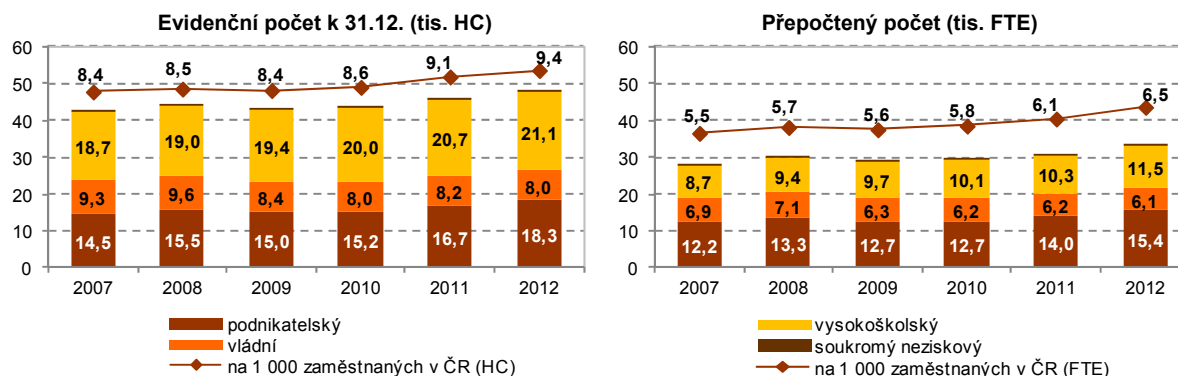 Evidenční počet k 31.12. (tis. HC)
60
50
40
30
20
10
0
8,4 8,5 8,4 8,6 9,1 9,4
18,7 19,0 19,4 20,0 20,7 21,1
9,3 9,6 8,4 8,0 8,2 8,0
14,5 15,5 15,0 15,2 16,7 18,3
2007 2008 2009 2010 2011 2012
podnikatelský
vládní
na 1 000 zaměstnaných v ČR (HC)
Přepočtený počet (tis. FTE)
60
50
40
30
20
10
0
5,5 5,7 5,6 5,8 6,1 6,5
8,7 9,4 9,7 10,1 10,3 11,5
6,9 7,1 6,3 6,2 6,2 6,1
12,2 13,3 12,7 12,7 14,0 15,4
2007 2008 2009 2010 2011 2012
vysokoškolský
soukromý neziskový
na 1 000 zaměstnaných v ČR (FTE)